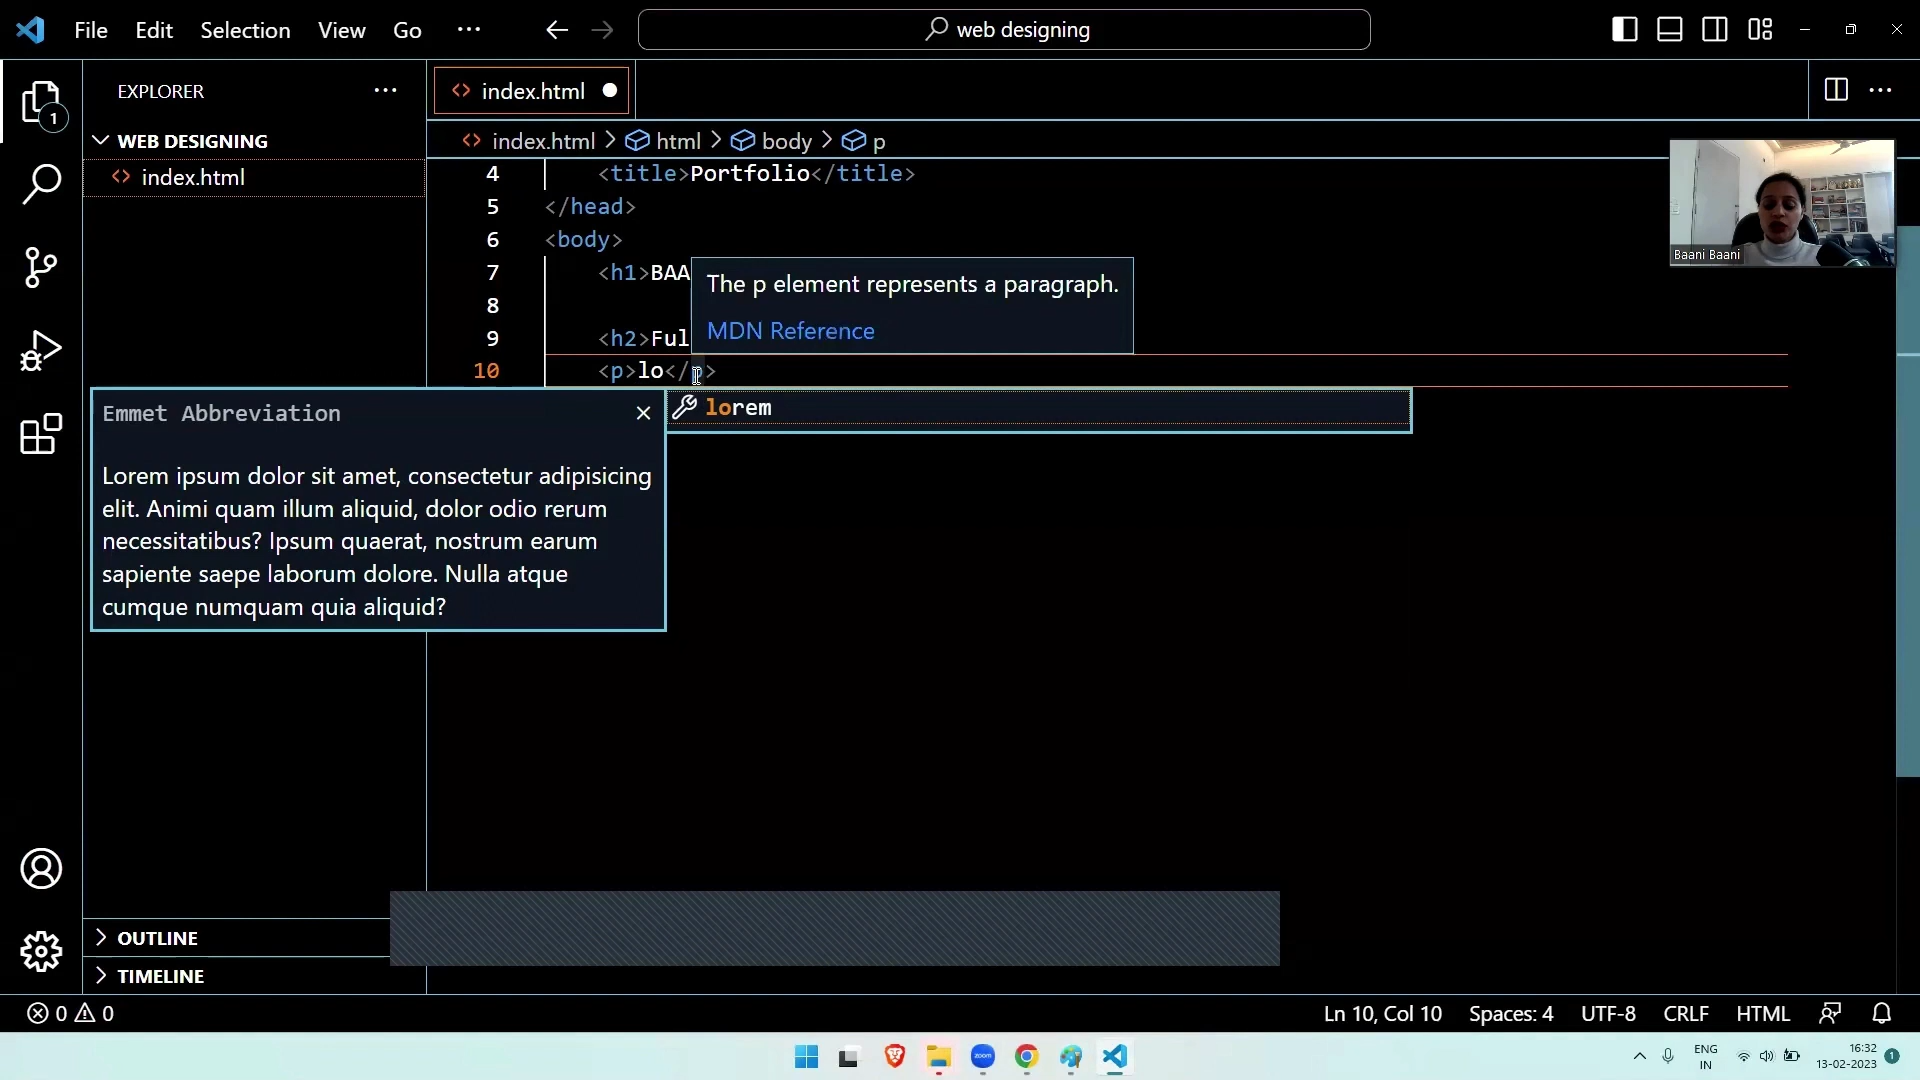 File Edit Selection View Go ...
web designing
EXPLORER ...
index.html
1
WEB DESIGNING
index.html > html > body > p
index.html
4 <title>Portfolio</title>
5 </head>
6 <body>
7 <h1>BAA
8
9 <h2>Ful
10 <p>lo</p>
The p element represents a paragraph.
MDN Reference
lorem
Emmet Abbreviation
Lorem ipsum dolor sit amet, consectetur adipisicing
elit. Animi quam illum aliquid, dolor odio rerum
necessitatibus? Ipsum quaerat, nostrum earum
sapiente saepe laborum dolore. Nulla atque
cumque numquam quia aliquid?
Baani Baani
OUTLINE
TIMELINE
0 0
Ln 10, Col 10 Spaces: 4 UTF-8 CRLF HTML
zoom
ENG
IN
16:32
13-02-2023
1